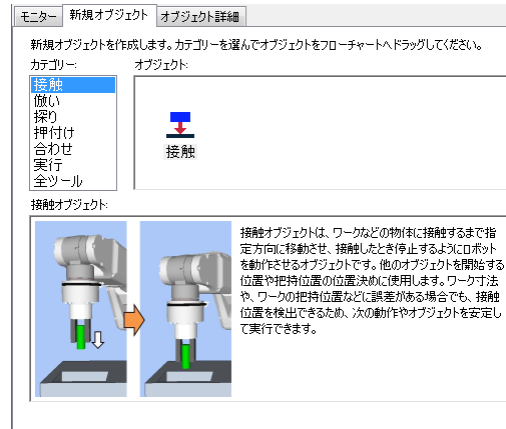 モニター 新規オブジェクト オブジェクト詳細
新規オブジェクトを作成します。カテゴリーを選んでオブジェクトをフローチャートへドラッグしてください。
カテゴリー: オブジェクト:
接触
倣い
探り
押付け
合わせ
実行
全ツール
接触
接触オブジェクト:
接触オブジェクトは、ワークなどの物体に接触するまで指
定方向に移動させ、接触したとき停止するようにロボット
を動作させるオブジェクトです。他のオブジェクトを開始する
位置や把持位置の位置決めに使用します。ワーク寸法
や、ワークの把持位置などに誤差がある場合でも、接触
位置を検出できるため、次の動作やオブジェクトを安定し
て実行できます。